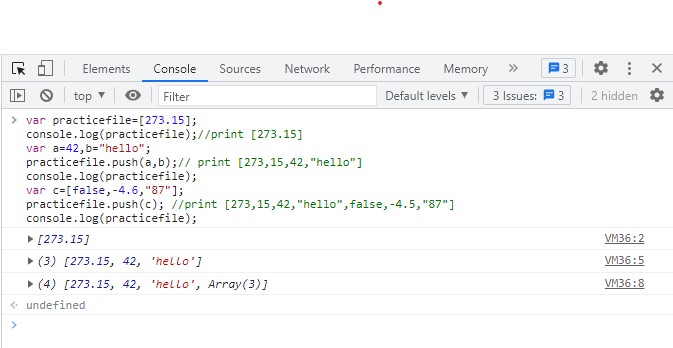 Elements Console Sources Network Performance Memory » 3
top ▼ Filter Default levels ▼ 3 Issues: 3 2 hidden
> var practicefile=[273.15];
console.log(practicefile);//print [273.15]
var a=42,b="hello";
practicefile.push(a,b);// print [273,15,42,"hello"]
console.log(practicefile);
var c=[false,-4.6,"87"];
practicefile.push(c); //print [273,15,42,"hello",false,-4.5,"87"]
console.log(practicefile);
▶ [273.15] VM36:2
▶ (3) [273.15, 42, 'hello'] VM36:5
▶ (4) [273.15, 42, 'hello', Array(3)] VM36:8
undefined
>